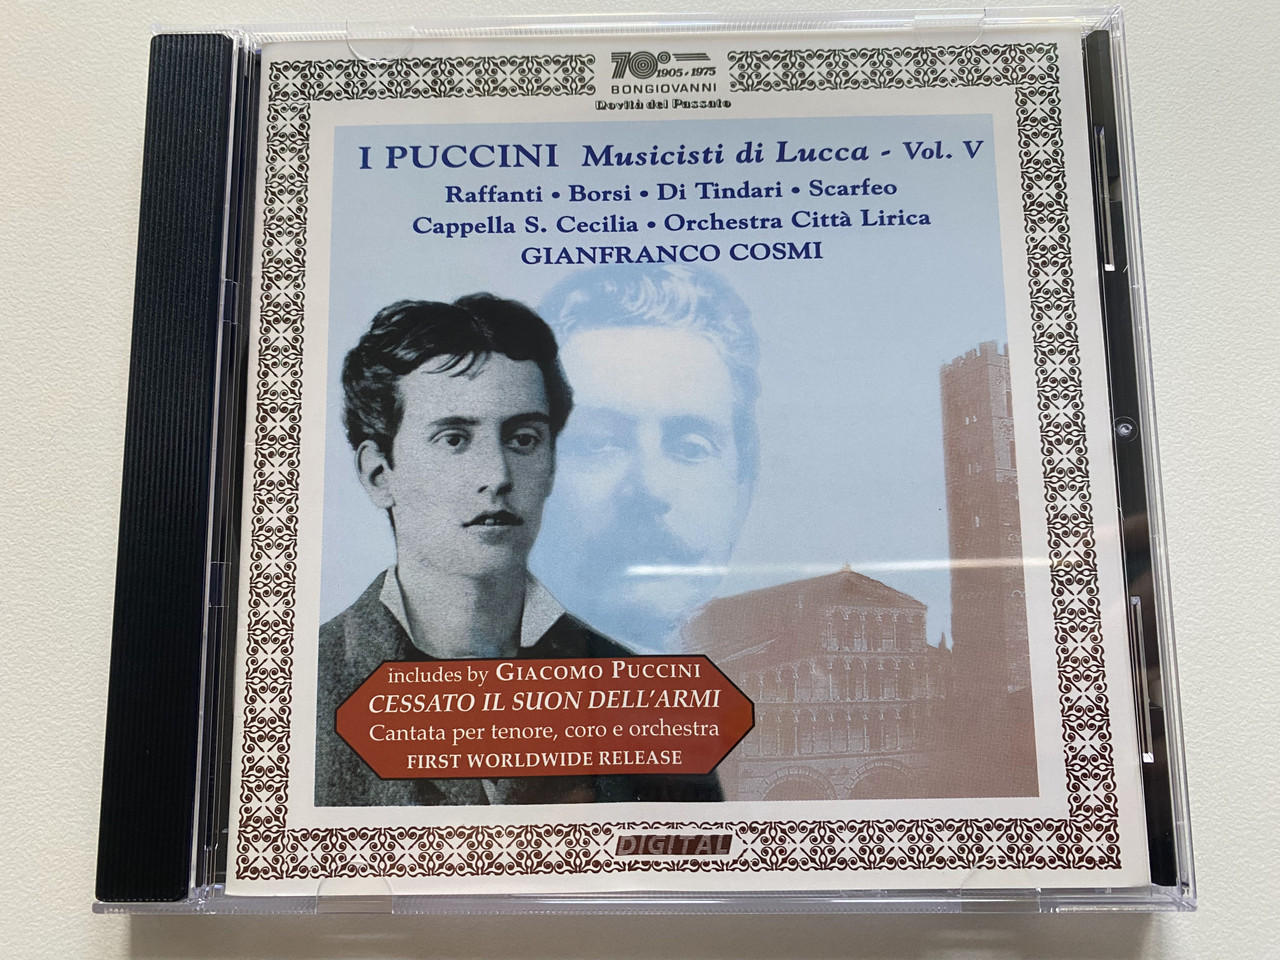 70° 1905-1975
BONGIOVANNI
Novità del Passato
I PUCCINI Musicisti di Lucca - Vol. V
Raffanti • Borsi • Di Tindari • Scarfeo
Cappella S. Cecilia • Orchestra Città Lirica
GIANFRANCO COSMI
includes by GIACOMO PUCCINI
CESSATO IL SUON DELL'ARMI
Cantata per tenore, coro e orchestra
FIRST WORLDWIDE RELEASE
DIGITAL